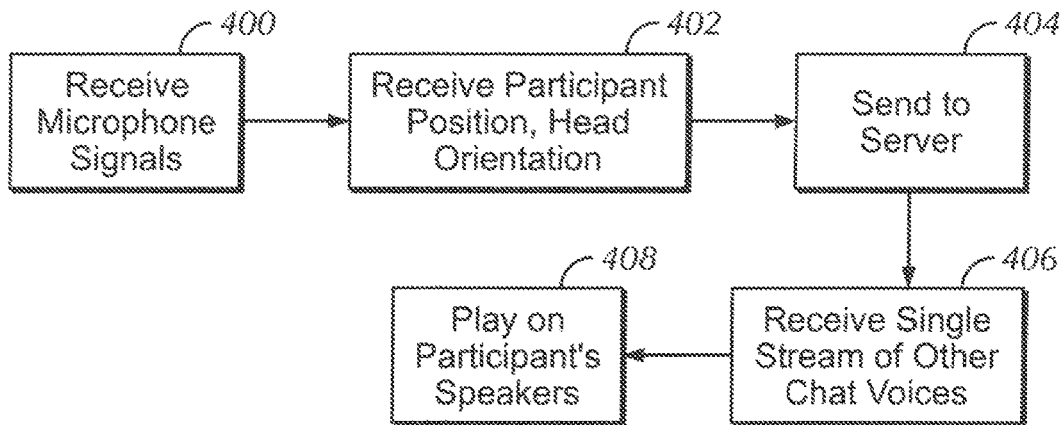 400
Receive
Microphone
Signals
402
Receive Participant
Position, Head
Orientation
404
Send to
Server
406
Receive Single
Stream of Other
Chat Voices
408
Play on
Participant's
Speakers